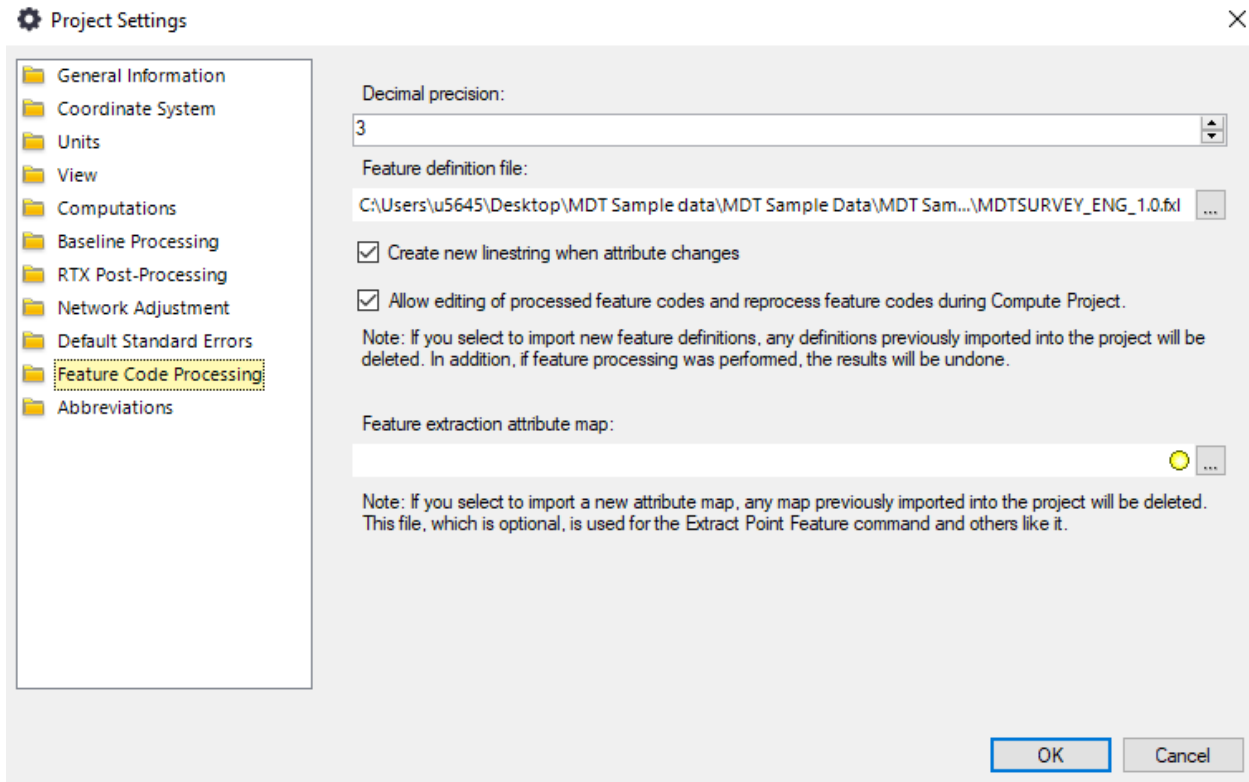 Project Settings
General Information
Coordinate System
Units
View
Computations
Baseline Processing
RTX Post-Processing
Network Adjustment
Default Standard Errors
Feature Code Processing
Abbreviations
Decimal precision:
3
Feature definition file:
C:\Users\u5645\Desktop\MDT Sample data\MDT Sample Data\MDT Sam...\MDTSURVEY_ENG_1.0.fxl
...
Create new linestring when attribute changes
Allow editing of processed feature codes and reprocess feature codes during Compute Project.
Note: If you select to import new feature definitions, any definitions previously imported into the project will be
deleted. In addition, if feature processing was performed, the results will be undone.
Feature extraction attribute map:
...
Note: If you select to import a new attribute map, any map previously imported into the project will be deleted.
This file, which is optional, is used for the Extract Point Feature command and others like it.
OK
Cancel